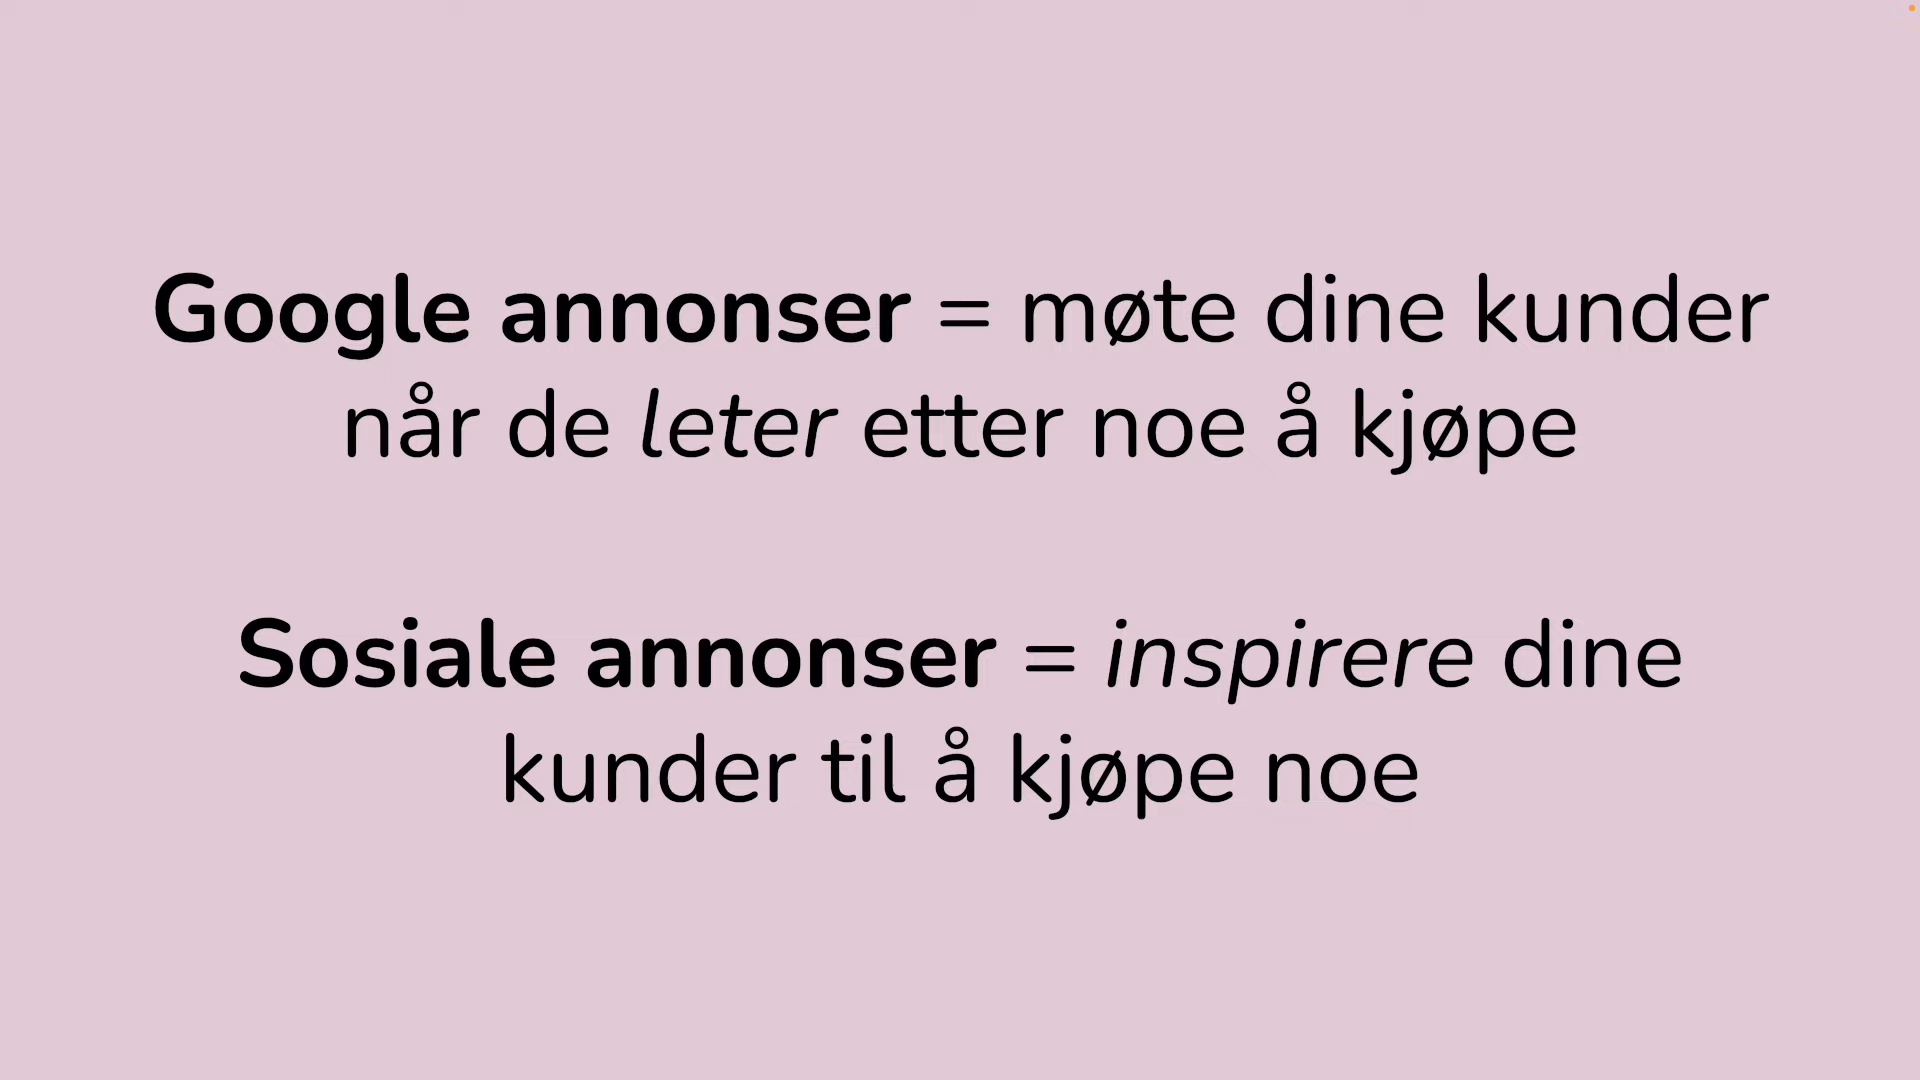 Google annonser = møte dine kunder
når de leter etter noe å kjøpe
Sosiale annonser = inspirere dine
kunder til å kjøpe noe